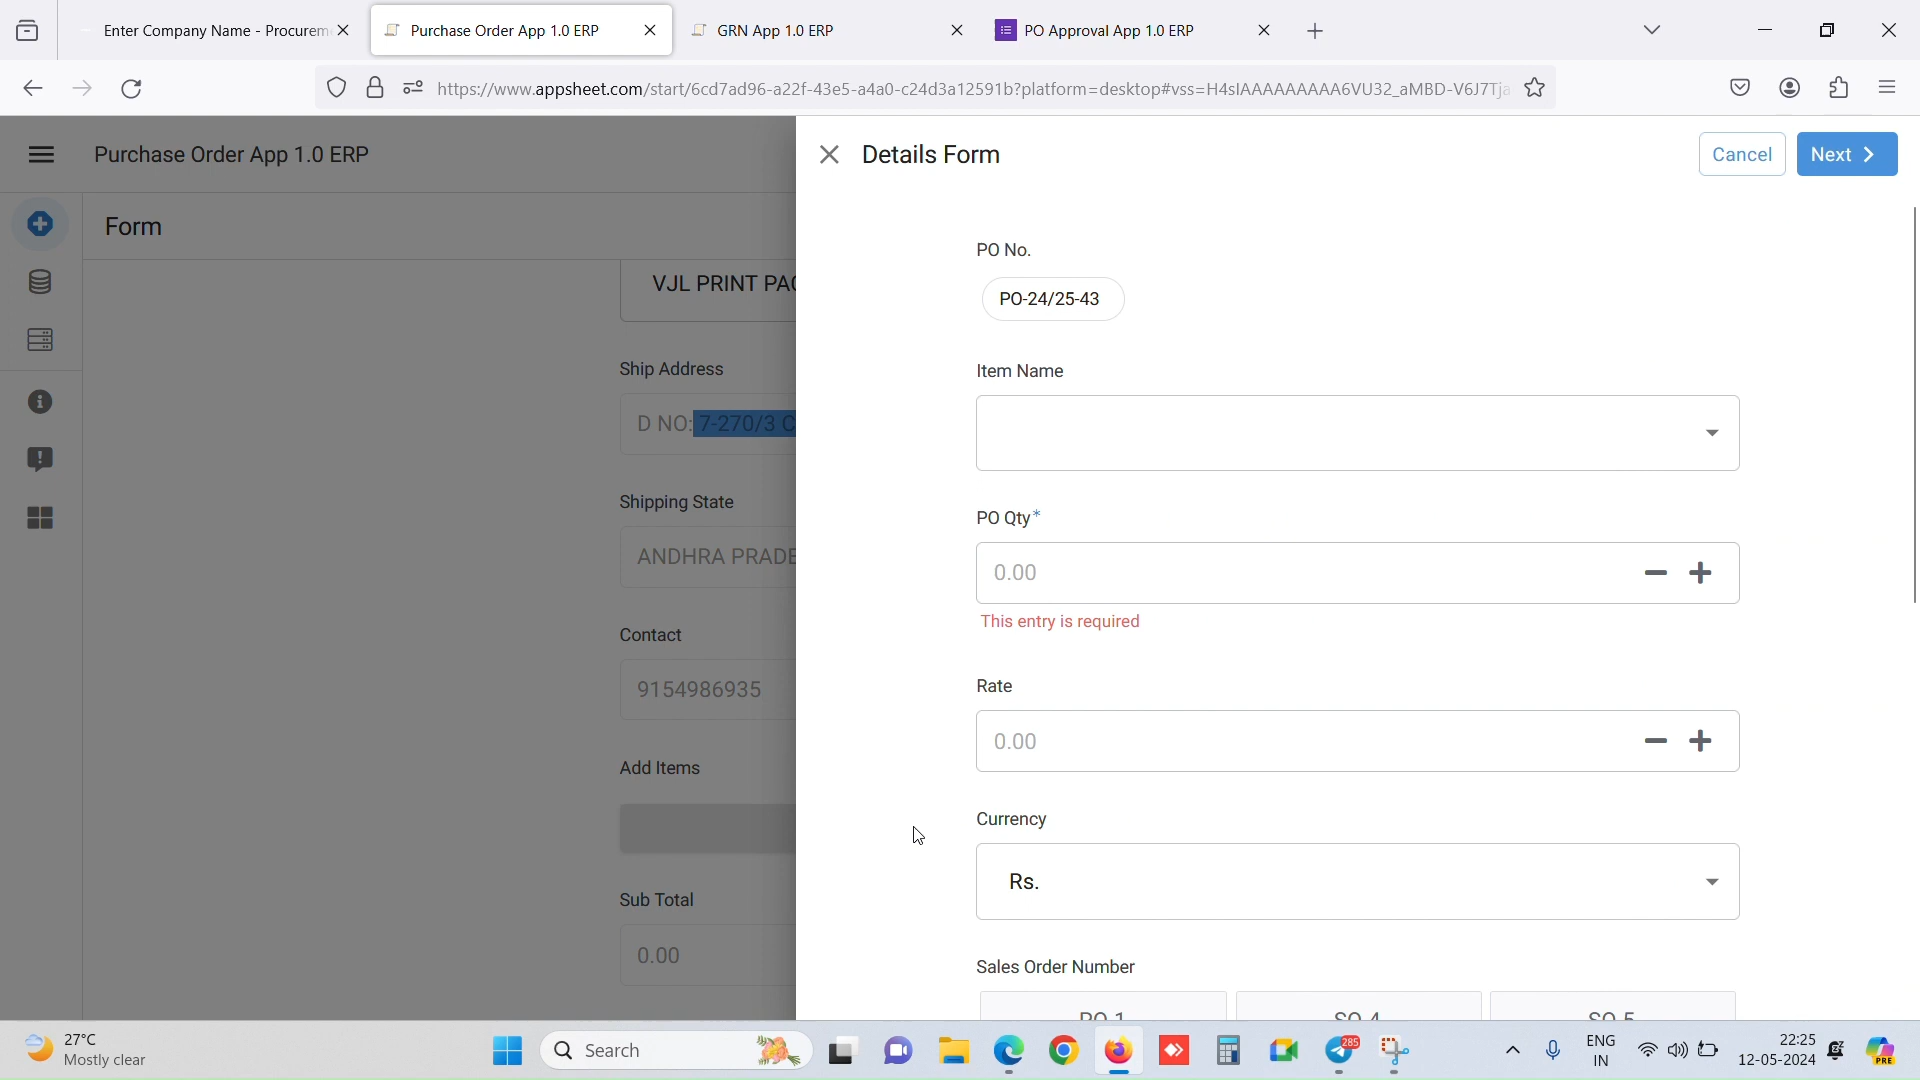 Enter Company Name - Procurem
Purchase Order App 1.0 ERP
GRN App 1.0 ERP
PO Approval App 1.0 ERP
https://www.appsheet.com/start/6cd7ad96-a22f-43e5-a4a0-c24d3a12591b?platform=desktop#vss=H4sIAAAAAAAAA6VU32_aMBD-V6J7Tja
Purchase Order App 1.0 ERP
Details Form
Cancel
Next
Form
PO No.
VJL PRINT PAC
PO-24/25-43
Ship Address
Item Name
D NO: 7-270/3 C
Shipping State
PO Qty*
ANDHRA PRADE
0.00
This entry is required
Contact
9154986935
Rate
0.00
Add Items
Currency
Rs.
Sub Total
0.00
Sales Order Number
PO 1
SO 4
SO 5
27°C
Mostly clear
Search
285
ENG
IN
22:25
12-05-2024
PRE